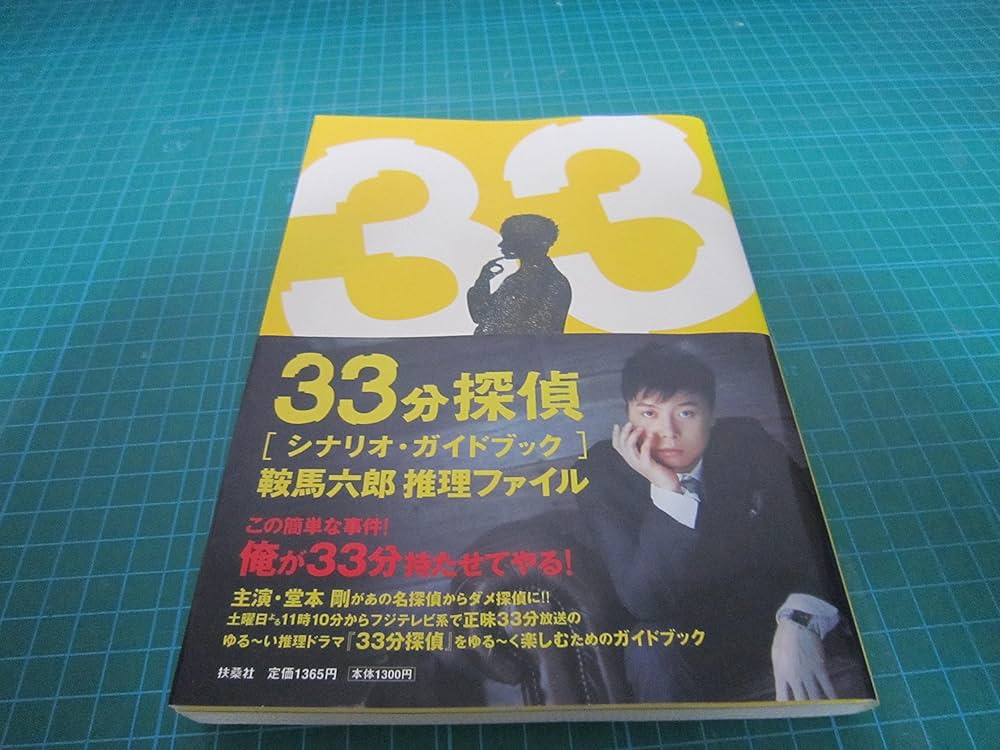 33
33分探偵
[シナリオ・ガイドブック]
鞍馬六郎 推理ファイル
この簡単な事件!
俺が33分持たせてやる!
主演・堂本 剛があの名探偵からダメ探偵に!!
土曜日よる11時10分からフジテレビ系で正味33分放送の
ゆる〜い推理ドラマ『33分探偵』をゆる〜く楽しむためのガイドブック
扶桑社 定価1365円 本体1300円